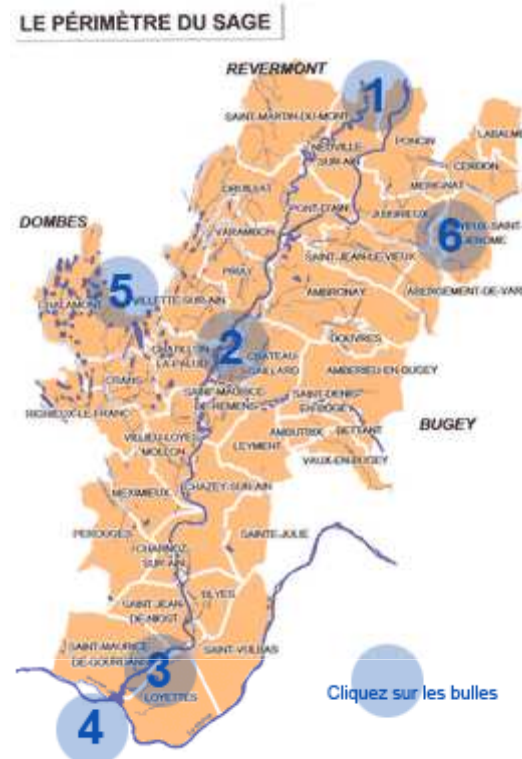 LE PÉRIMÈTRE DU SAGE
REVERMONT
1
SAINT-MARTIN-DU-MONT
LABALME
PONCIN
NEUVILLE
SUR-AIN
CERDON
MERIGNAT
DRUILLAT
PONT-D'AIN
JUJURIEUX
DOMBES
VARAMBON
6
SAINT-JEAN-LE-VIEUX
PRIAY
5
CHALAMONT
VILLETTE-SUR-AIN
AMBRONAY
DOUVRES
2
CHATILLON
LA-PALUD
CHATEAU
GAILLARD
CRANS
AMBERIEU-EN-BUGEY
SAINT-MAURICE
DE-REMENS
SAINT-DENIS
EN-BUGEY
RIGNIEUX-LE-FRANC
BUGEY
VILLIEU-LOYES
MOLLON
AMBUTRIX
BETTANT
LEYMENT
VAUX-EN-BUGEY
MEXIMIEUX
CHAZEY-SUR-AIN
PEROUGES
SAINTE-JULIE
CHARNOZ
SUR-AIN
BLYES
SAINT-JEAN
DE-NIOST
SAINT-MAURICE
DE-GOURDANS
SAINT-VULBAS
3
LOYETTES
Cliquez sur les bulles
4